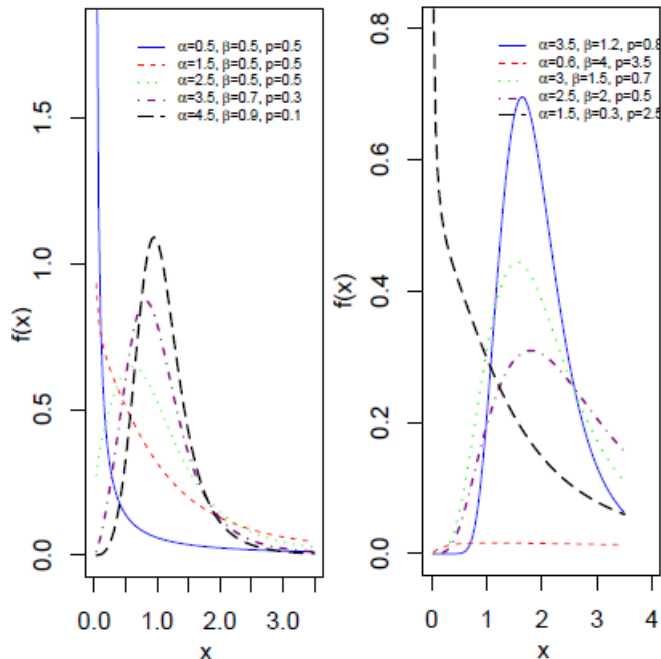 α=0.5, β=0.5, p=0.5
α=1.5, β=0.5, p=0.5
α=2.5, β=0.5, p=0.5
α=3.5, β=0.7, p=0.3
α=4.5, β=0.9, p=0.1
f(x)
1.5
1.0
0.5
0.0
0.0
1.0
2.0
3.0
x
α=3.5, β=1.2, p=0.8
α=0.6, β=4, p=3.5
α=3, β=1.5, p=0.7
α=2.5, β=2, p=0.5
α=1.5, β=0.3, p=2.5
f(x)
0.8
0.6
0.4
0.2
0.0
0
1
2
3
4
x